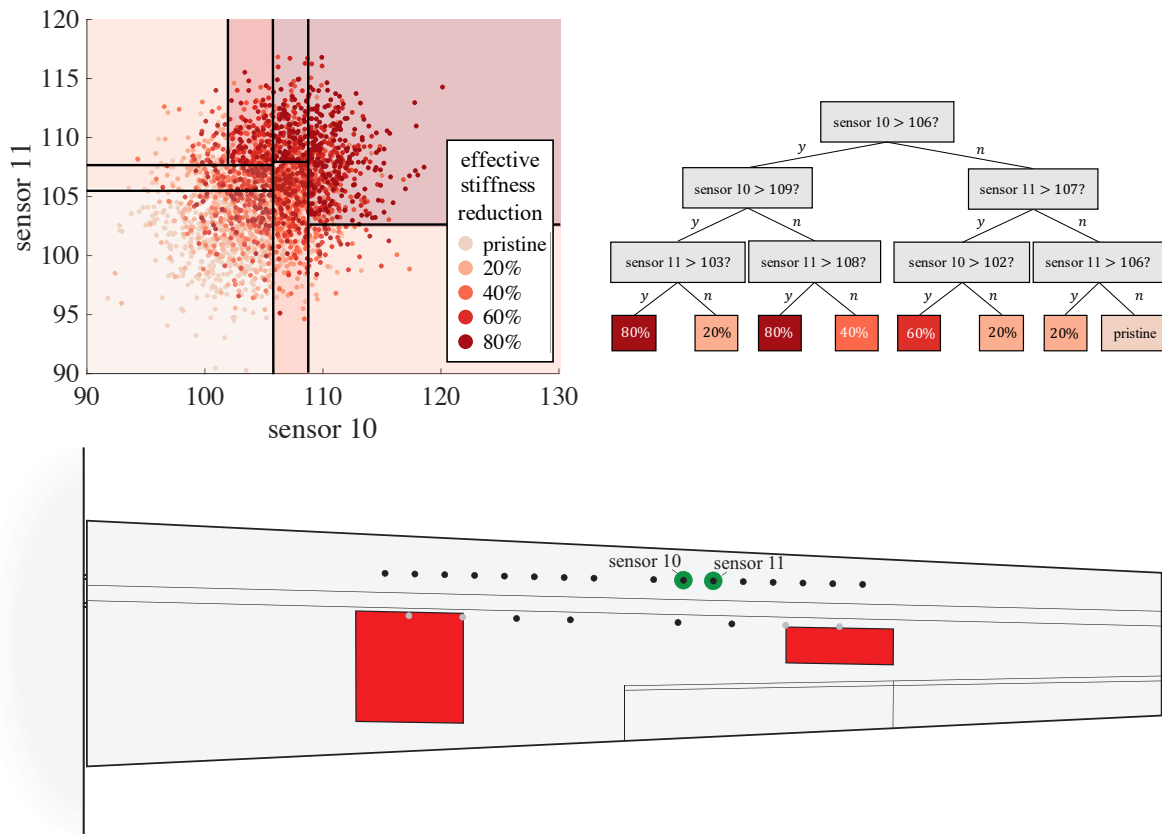 120
115
110
105
100
95
90
sensor 11
90
100
110
120
130
sensor 10
effective
stiffness
reduction
pristine
20%
40%
60%
80%
sensor 10 > 106?
y
n
sensor 10 > 109?
sensor 11 > 107?
y
n
y
n
sensor 11 > 103?
sensor 11 > 108?
sensor 10 > 102?
sensor 11 > 106?
y
n
y
n
y
n
y
n
80%
20%
80%
40%
60%
20%
20%
pristine
sensor 10
sensor 11